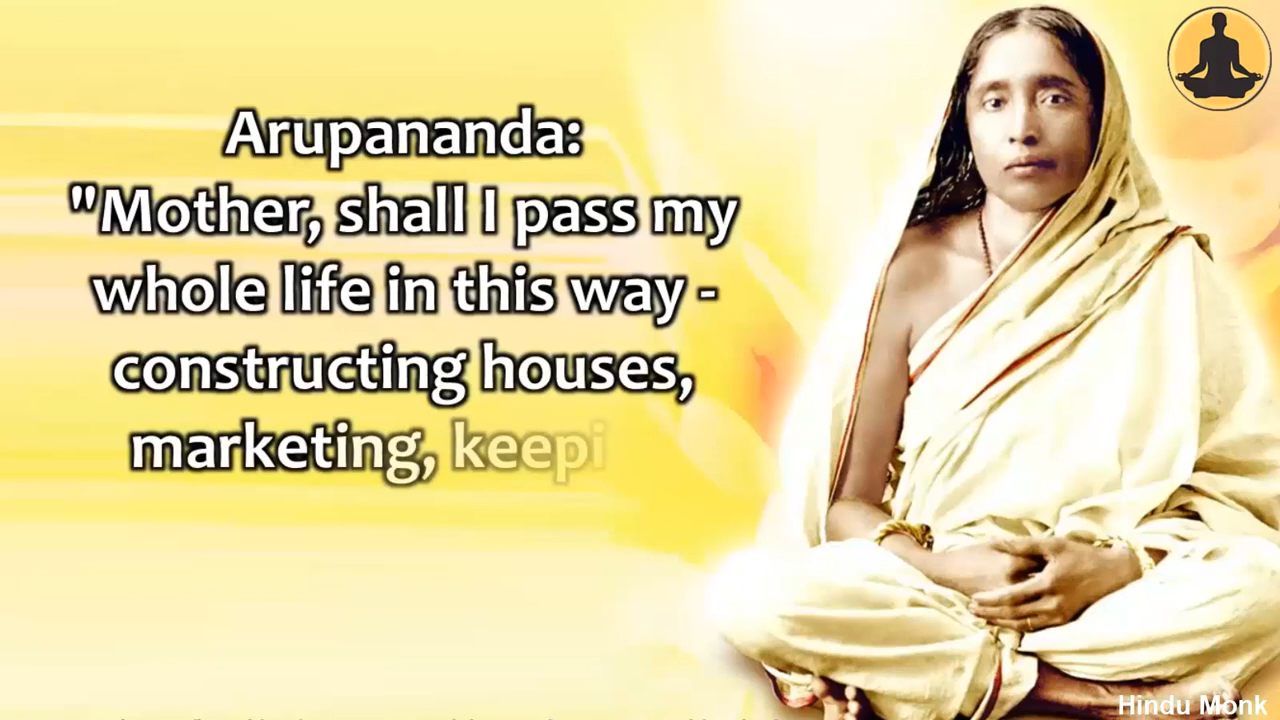 Arupananda:
"Mother, shall I pass my
whole life in this way -
constructing houses,
marketing, keepi
Hindu Monk